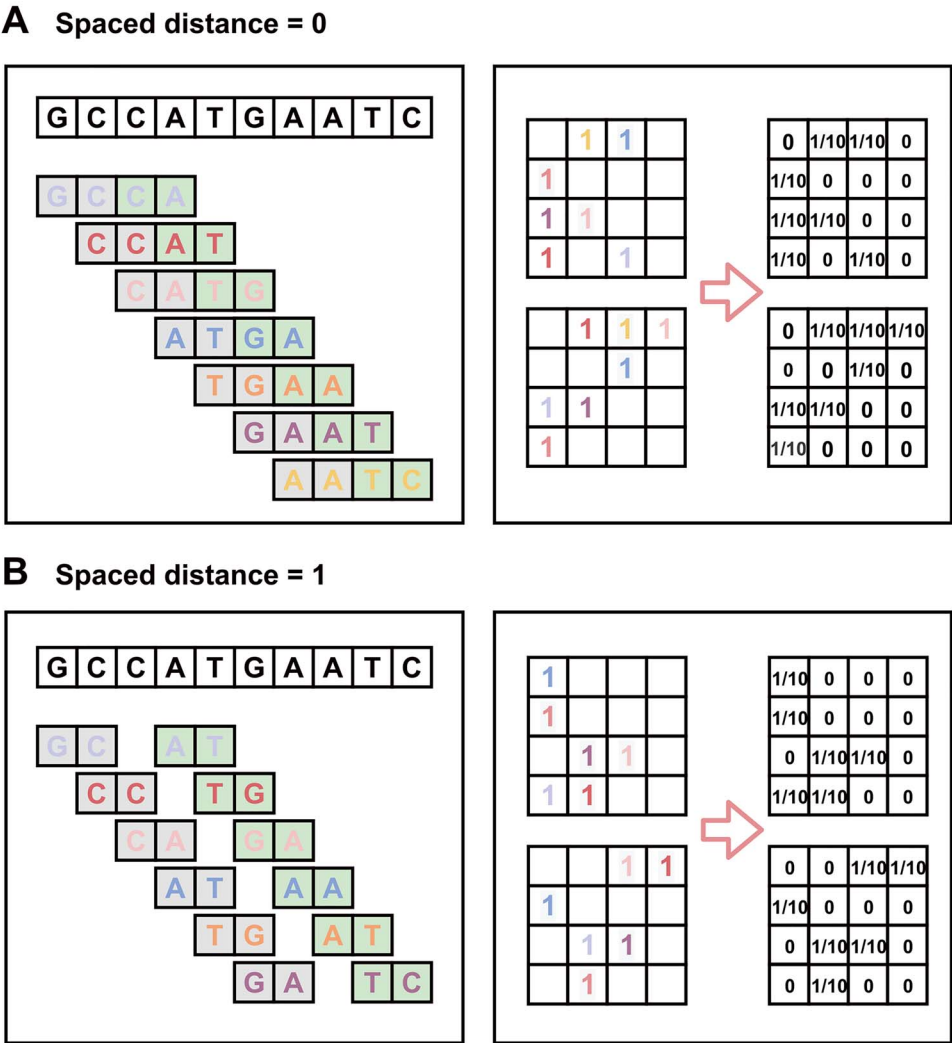 A Spaced distance = 0
G C C A T G A A T C
G C C A
C C A T
C A T G
A T G A
T G A A
G A A T
A A T C
1 1
1
1 1
1 1
0 1/10 1/10 0
1/10 0 0 0
1/10 1/10 0 0
1/10 0 1/10 0
1 1 1
1
1 1
1
0 1/10 1/10 1/10
0 0 1/10 0
1/10 1/10 0 0
1/10 0 0 0
B Spaced distance = 1
G C C A T G A A T C
G C A T
C C T G
C A G A
A T A A
T G A T
G A T C
1
1
1 1
1 1
1/10 0 0 0
1/10 0 0 0
0 1/10 1/10 0
1/10 1/10 0 0
1 1
1
1 1
1
0 0 1/10 1/10
1/10 0 0 0
0 1/10 1/10 0
0 1/10 0 0